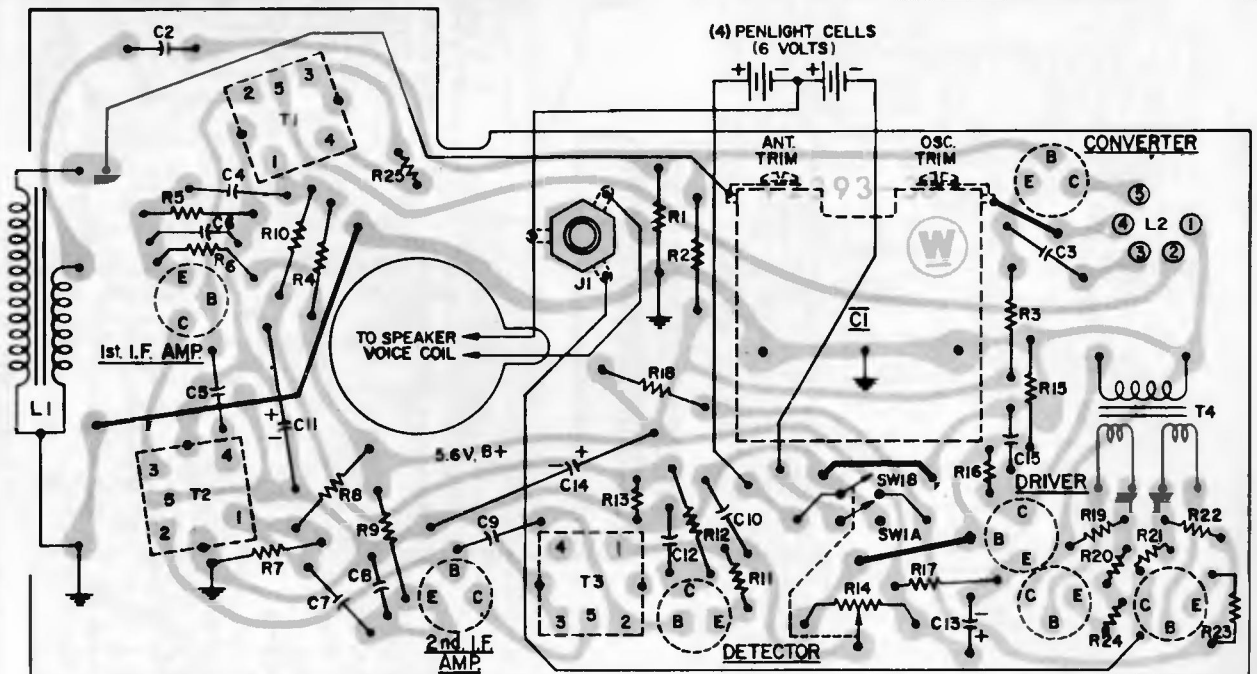 C2
(4) PENLIGHT CELLS
(6 VOLTS)
+ - + -
2 5 3
T1
1 4
R25
ANT.
TRIM
OSC.
TRIM
CONVERTER
B
E C
5
4 L2 1
3 2
C4
R5
C6
R6
R10
R4
J1
R1
R2
W
C3
E
B
C
1st. I.F. AMP.
TO SPEAKER
VOICE COIL
C1
R3
R15
R18
T4
L1
C5
+
-
C11
5.6V. B+
- +
C14
3 4
5
T2
2 1
R8
R9
R7
C7
C8
C9
B
E C
2nd. I.F.
AMP.
R13
C12
R12
C10
R11
4 1
T3
3 5 2
C
B E
DETECTOR
SW1B
SW1A
R14
R17
-
C13
+
R16
C15
DRIVER
C
B
E
C E
B
R19
R20
R21
R22
R24
C E
B
R23